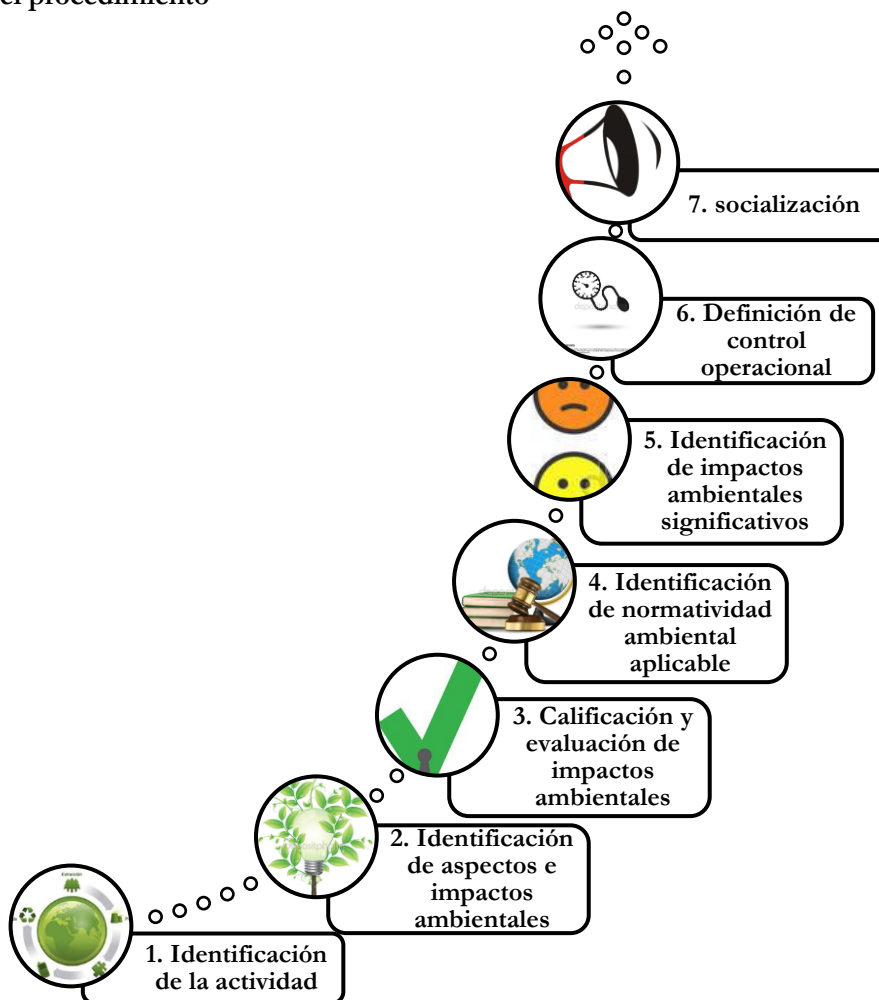 el procedimiento
7. socialización
6. Definición de
control
operacional
5. Identificación
de impactos
ambientales
significativos
4. Identificación
de normatividad
ambiental
aplicable
3. Calificación y
evaluación de
impactos
ambientales
2. Identificación
de aspectos e
impactos
ambientales
1. Identificación
de la actividad